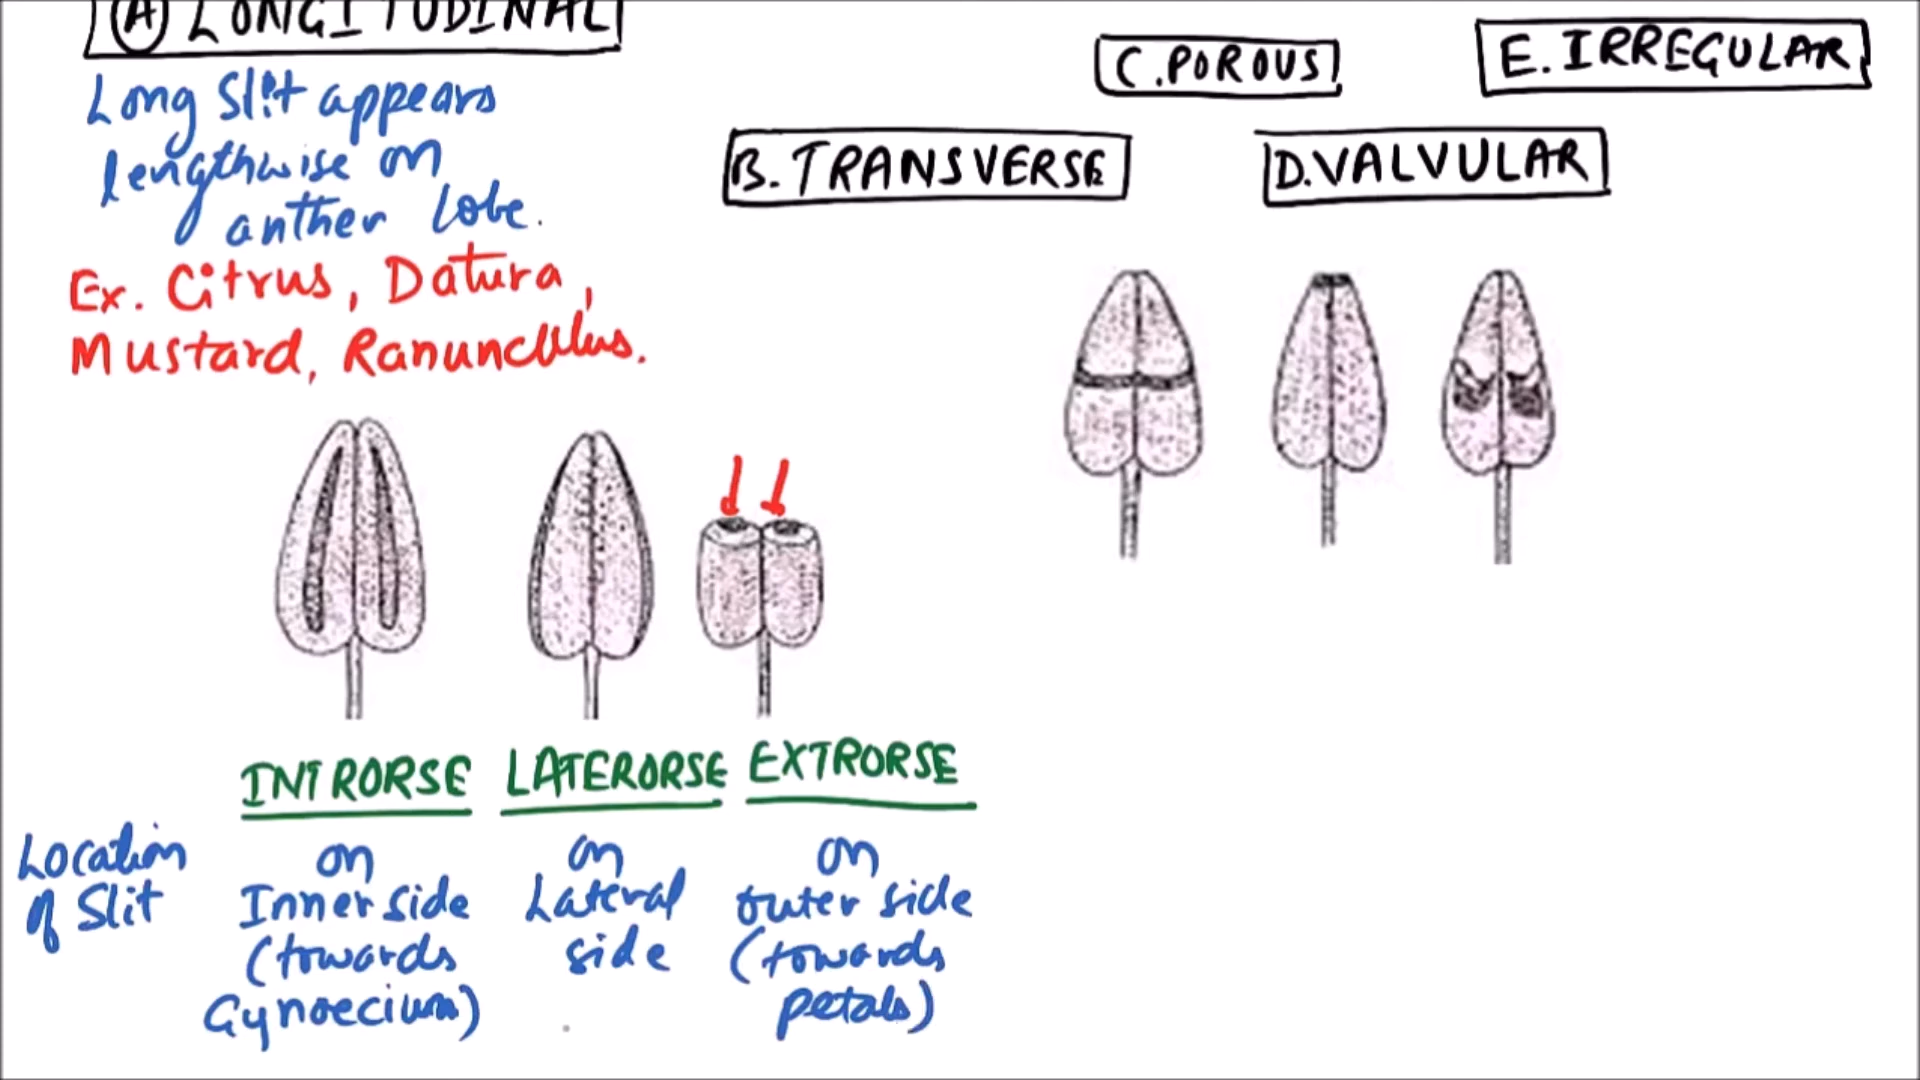 (A) LONGITUDINAL
Long Slit appears
lengthwise on
anther lobe.
Ex. Citrus, Datura,
Mustard, Ranunculus.
C. POROUS
E. IRREGULAR
B. TRANSVERSE
D. VALVULAR
INTRORSE LATERORSE EXTRORSE
Location
of Slit
on
Inner side
(towards
Gynoecium)
on
Lateral
side
on
outer side
(towards
petals)